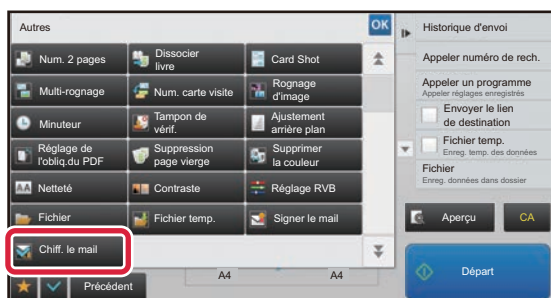 Autres
OK
Num. 2 pages
Dissocier
livre
Card Shot
Multi-rognage
Num. carte visite
Rognage
d'image
Minuteur
Tampon de
vérif.
Ajustement
arrière plan
Réglage de
l'obliq.du PDF
Suppression
page vierge
Supprimer
la couleur
AA Netteté
Contraste
Réglage RVB
Fichier
Fichier temp.
Signer le mail
Chiff. le mail
Précédent
A4
A4
Historique d'envoi
Appeler numéro de rech.
Appeler un programme
Appeler réglages enregistrés
Envoyer le lien
de destination
Fichier temp.
Enreg. temp. des données
Fichier
Enreg. données dans dossier
Aperçu
CA
Départ